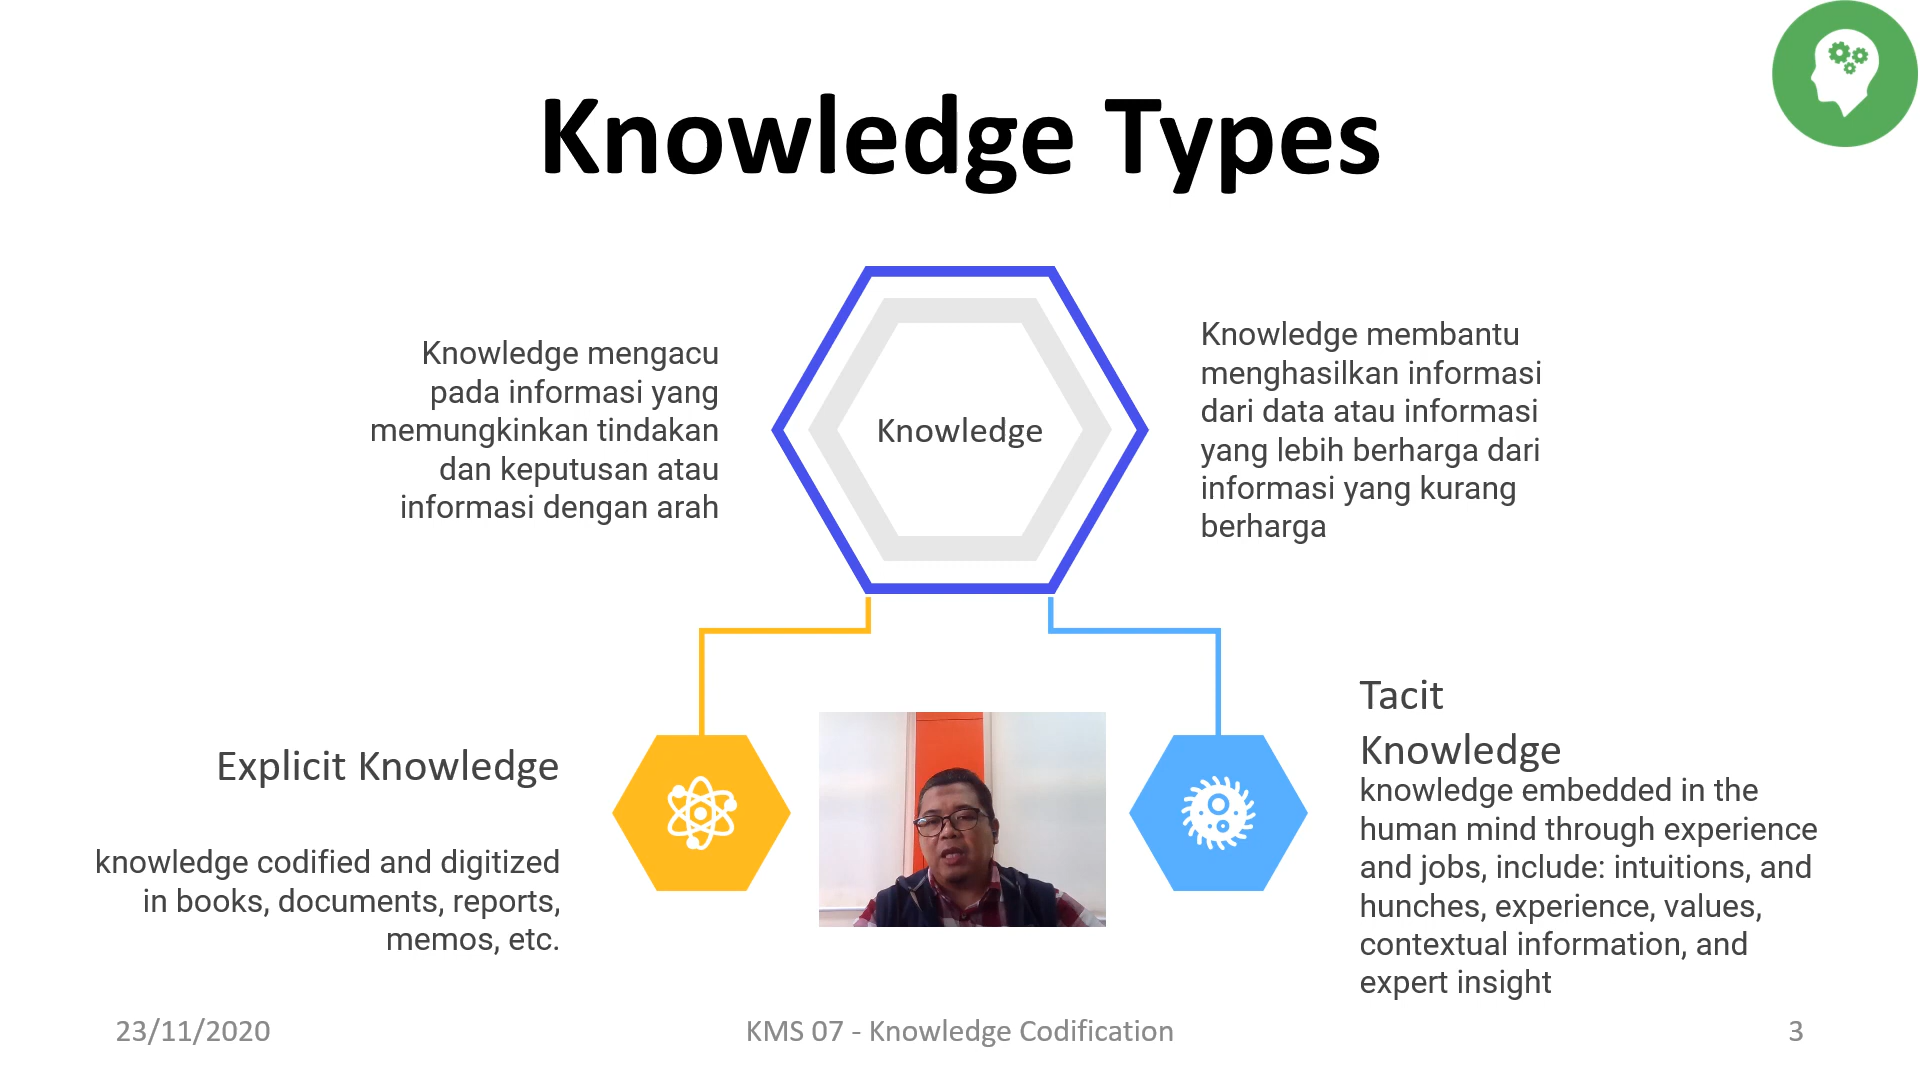 Knowledge Types
Knowledge mengacu
pada informasi yang
memungkinkan tindakan
dan keputusan atau
informasi dengan arah
Knowledge
Knowledge membantu
menghasilkan informasi
dari data atau informasi
yang lebih berharga dari
informasi yang kurang
berharga
Explicit Knowledge
knowledge codified and digitized
in books, documents, reports,
memos, etc.
Tacit
Knowledge
knowledge embedded in the
human mind through experience
and jobs, include: intuitions, and
hunches, experience, values,
contextual information, and
expert insight
23/11/2020
KMS 07 - Knowledge Codification
3